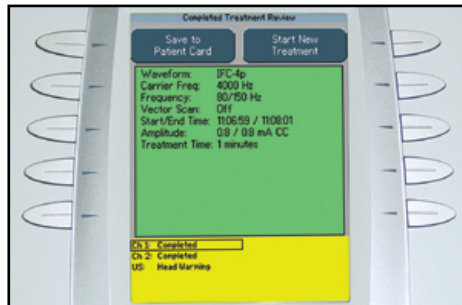 Completed Treatment Review
Save to
Patient Card
Start New
Treatment
Waveform: IFC-4p
Carrier Freq: 4000 Hz
Frequency: 80/150 Hz
Vector Scan: Off
Start/End Time: 11:06:59 / 11:08:01
Amplitude: 0.8 / 0.8 mA CC
Treatment Time: 1 minutes
Ch 1: Completed
Ch 2: Completed
US: Head Warming